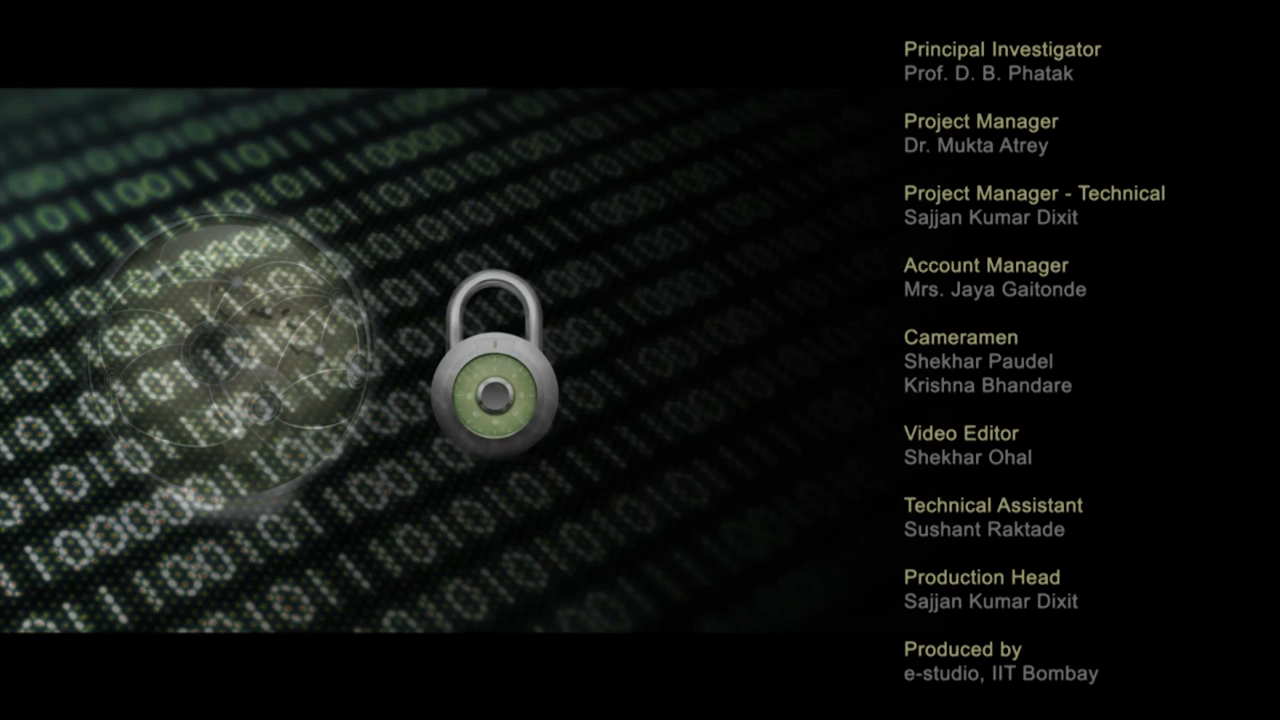 Principal Investigator
Prof. D. B. Phatak
Project Manager
Dr. Mukta Atrey
Project Manager - Technical
Sajjan Kumar Dixit
Account Manager
Mrs. Jaya Gaitonde
Cameramen
Shekhar Paudel
Krishna Bhandare
Video Editor
Shekhar Ohal
Technical Assistant
Sushant Raktade
Production Head
Sajjan Kumar Dixit
Produced by
e-studio, IIT Bombay